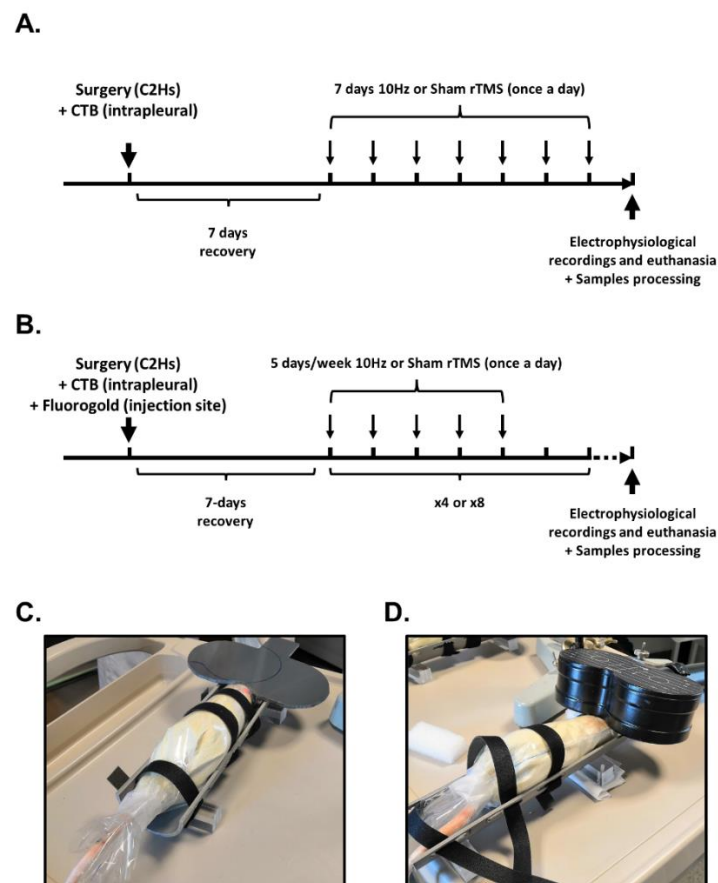 A.
Surgery (C2Hs)
+ CTB (intrapleural)
7 days 10Hz or Sham rTMS (once a day)
7 days
recovery
Electrophysiological
recordings and euthanasia
+ Samples processing
B.
Surgery (C2Hs)
+ CTB (intrapleural)
+ Fluorogold (injection site)
5 days/week 10Hz or Sham rTMS (once a day)
7-days
recovery
x4 or x8
Electrophysiological
recordings and euthanasia
+ Samples processing
C.
D.